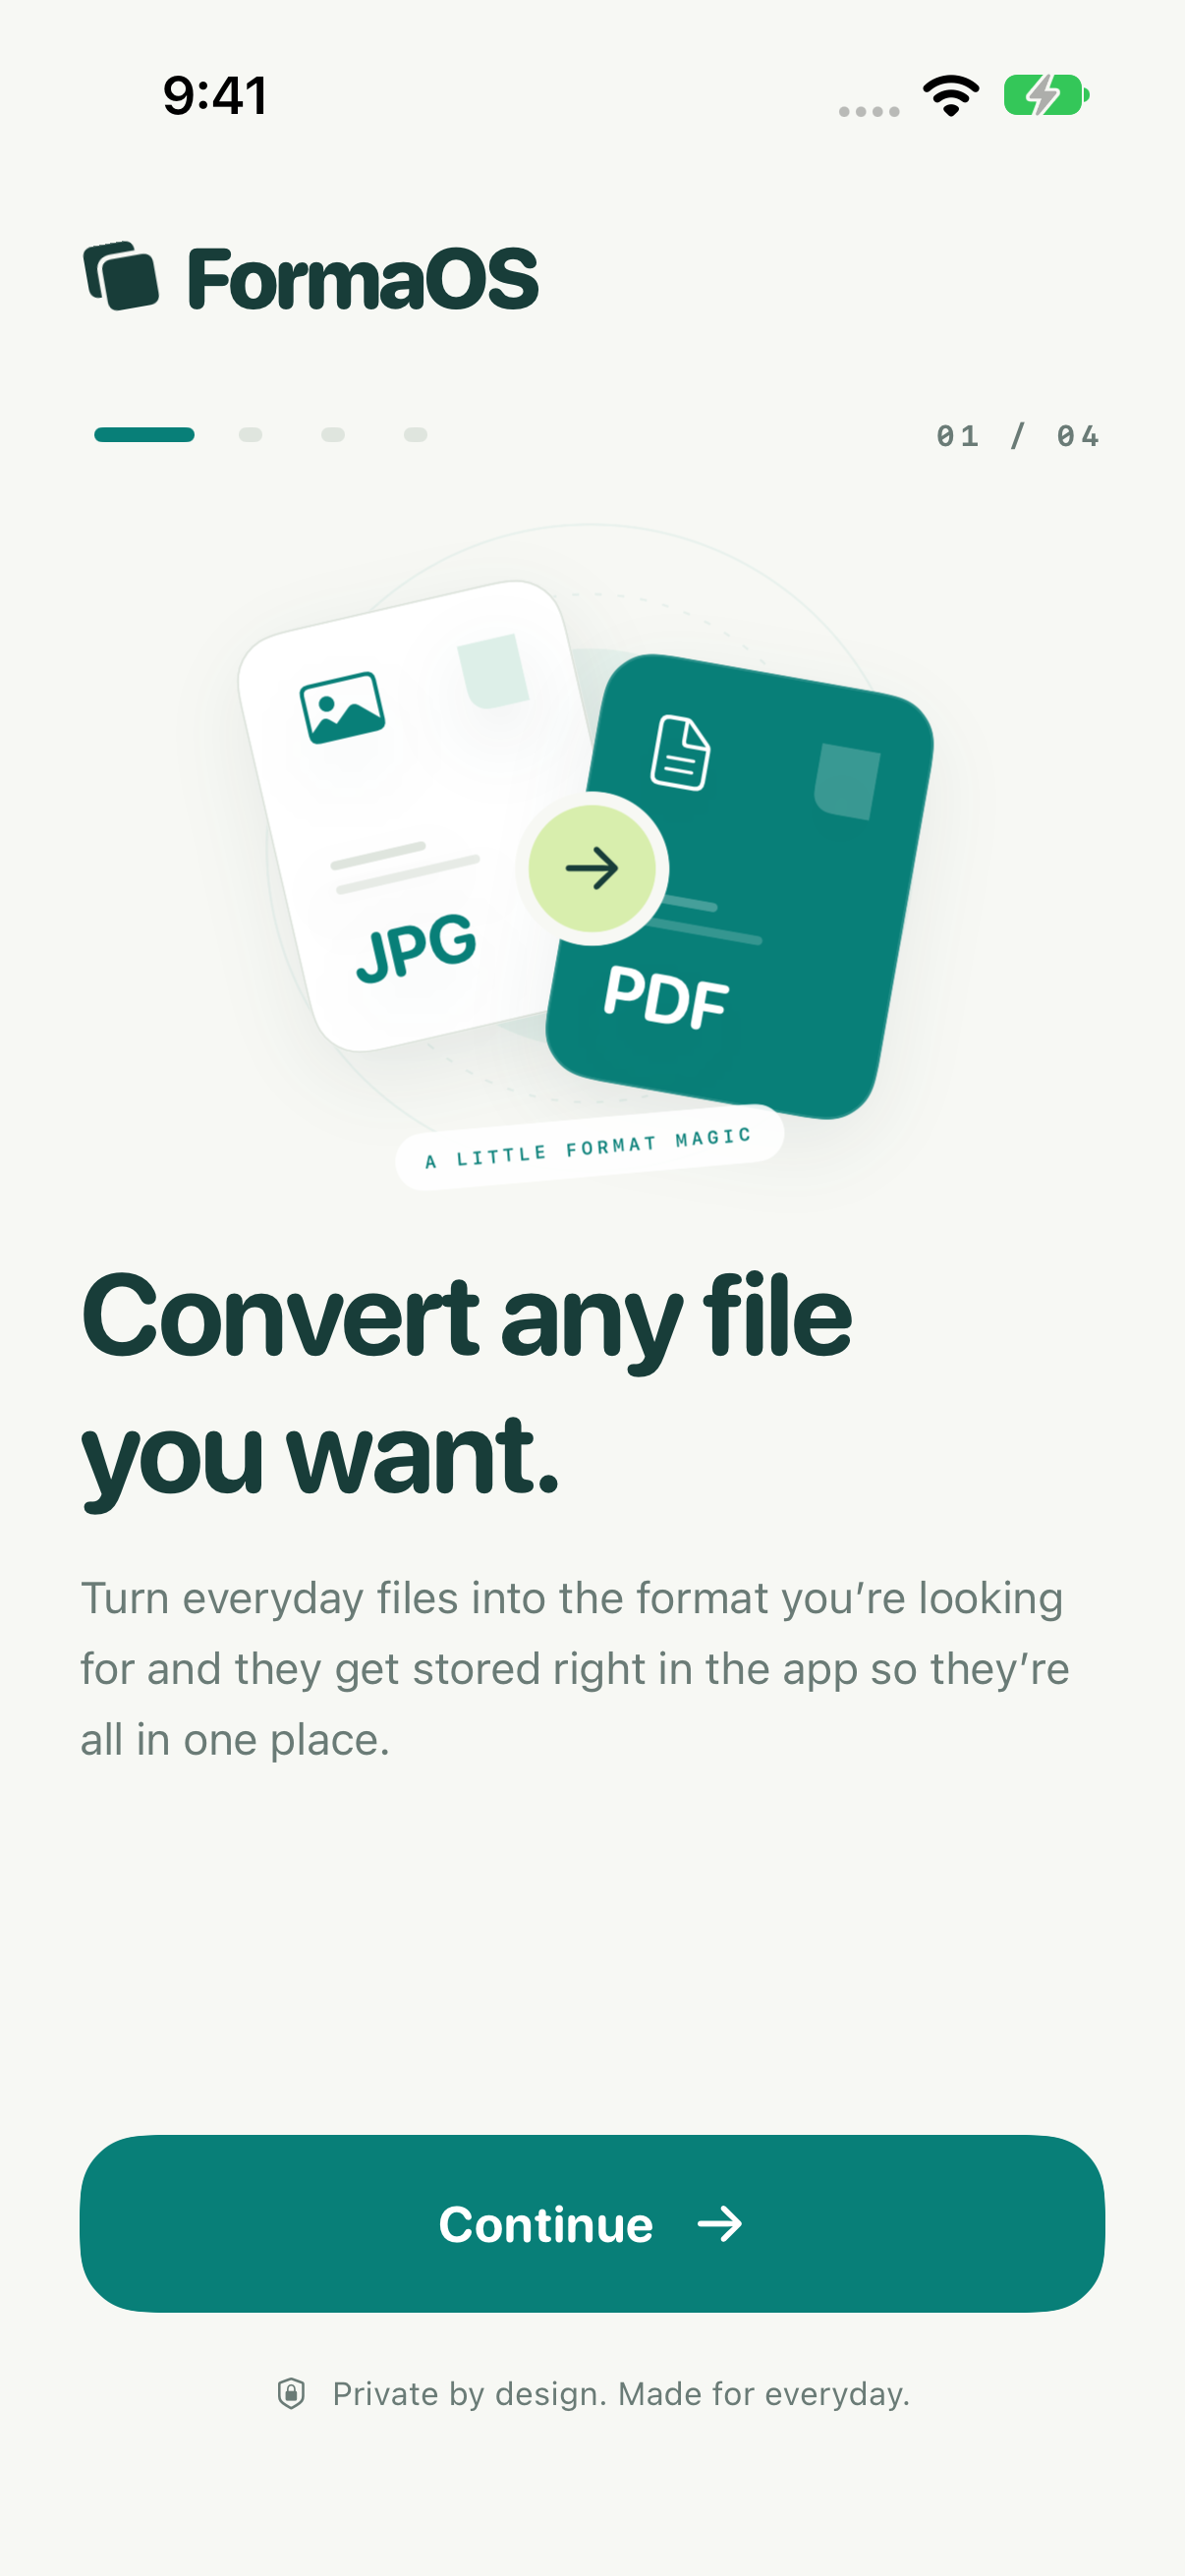 9:41
FormaOS
01 / 04
JPG
PDF
A LITTLE FORMAT MAGIC
Convert any file
you want.
Turn everyday files into the format you’re looking
for and they get stored right in the app so they’re
all in one place.
Continue
Private by design. Made for everyday.